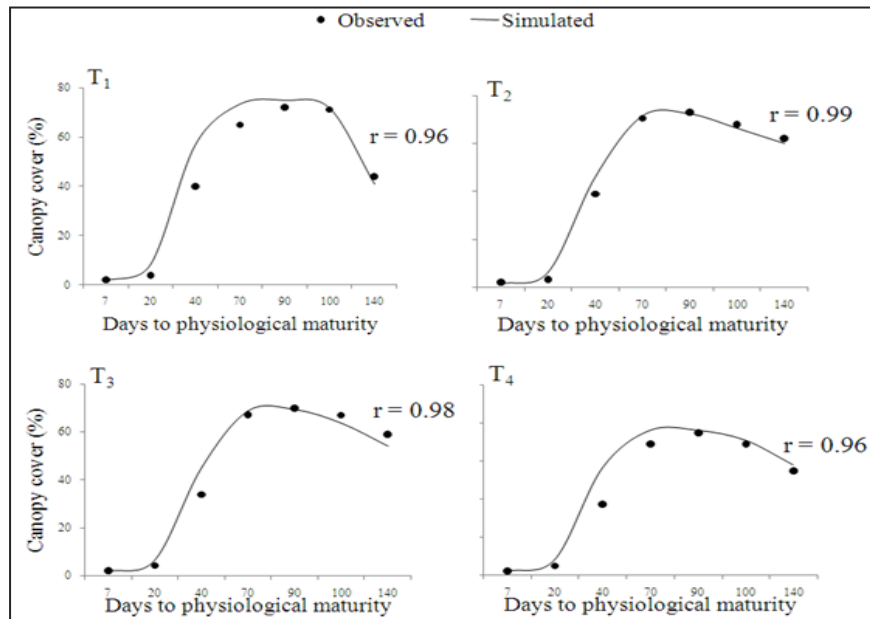 Observed Simulated
T1
80
60
40
20
0
Canopy cover (%)
r = 0.96
7 20 40 70 90 100 140
Days to physiological maturity
T2
r = 0.99
7 20 40 70 90 100 140
Days to physiological maturity
T3
80
60
40
20
0
Canopy cover (%)
r = 0.98
7 20 40 70 90 100 140
Days to physiological maturity
T4
r = 0.96
7 20 40 70 90 100 140
Days to physiological maturity